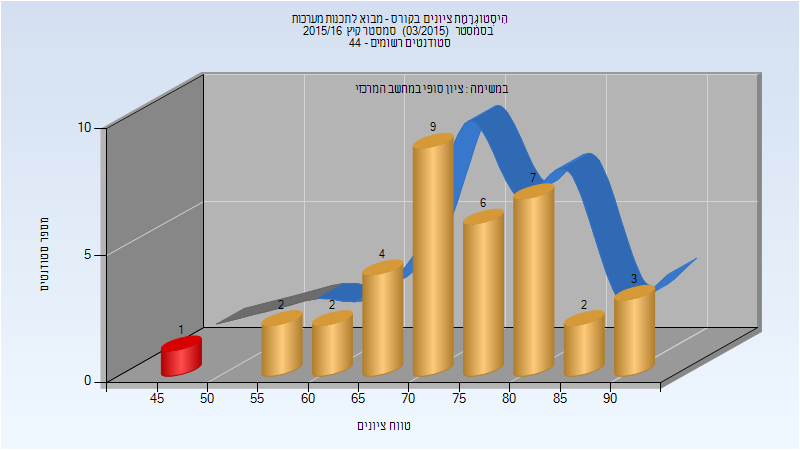 היסטוגרמת ציונים בקורס - מבוא לתכנות מערכות
בסמסטר (03/2015) סמסטר קיץ 2015/16
סטודנטים רשומים - 44
במשימה : ציון סופי במחשב המרכזי
מספר סטודנטים
10
5
0
1
2
2
4
9
6
7
2
3
45 50 55 60 65 70 75 80 85 90
טווח ציונים